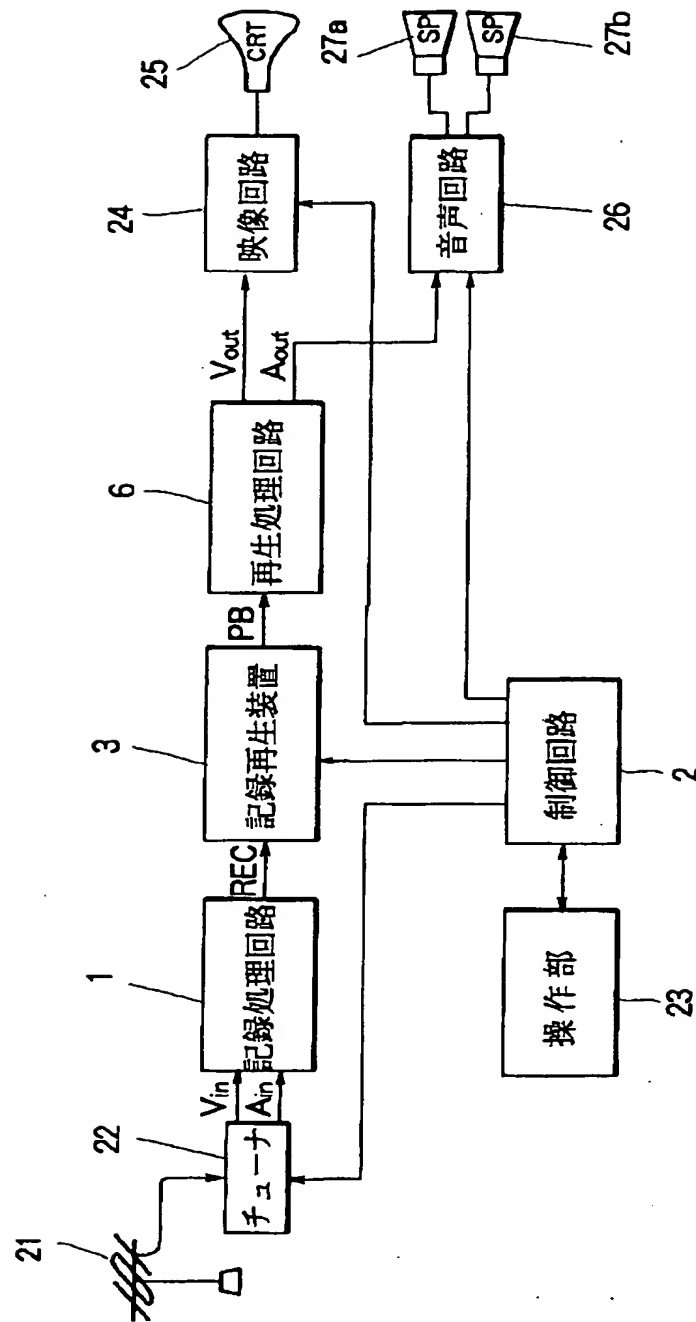 21
22
チューナ
Vin
Ain
1
記録処理回路
REC
3
記録再生装置
PB
6
再生処理回路
Vout
Aout
24
映像回路
25
CRT
26
音声回路
27a
SP
27b
SP
23
操作部
2
制御回路